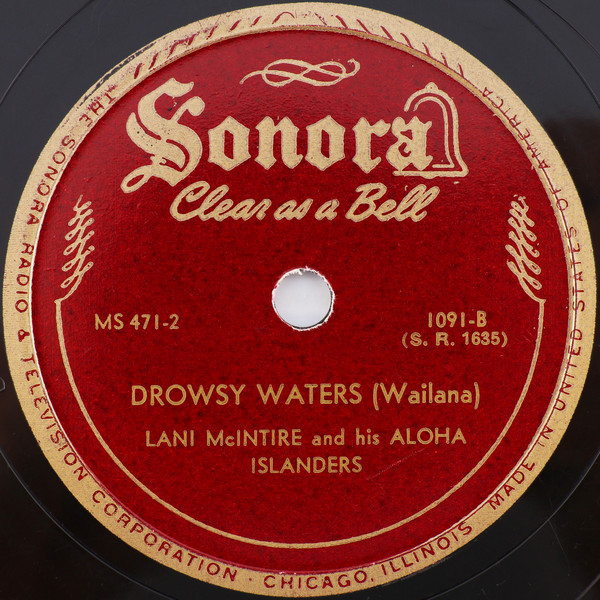 Sonora
Clear as a Bell
MS 471-2
1091-B
(S. R. 1635)
DROWSY WATERS (Wailana)
LANI McINTIRE and his ALOHA
ISLANDERS
THE SONORA RADIO & TELEVISION CORPORATION · CHICAGO, ILLINOIS MADE IN UNITED STATES OF AMERICA